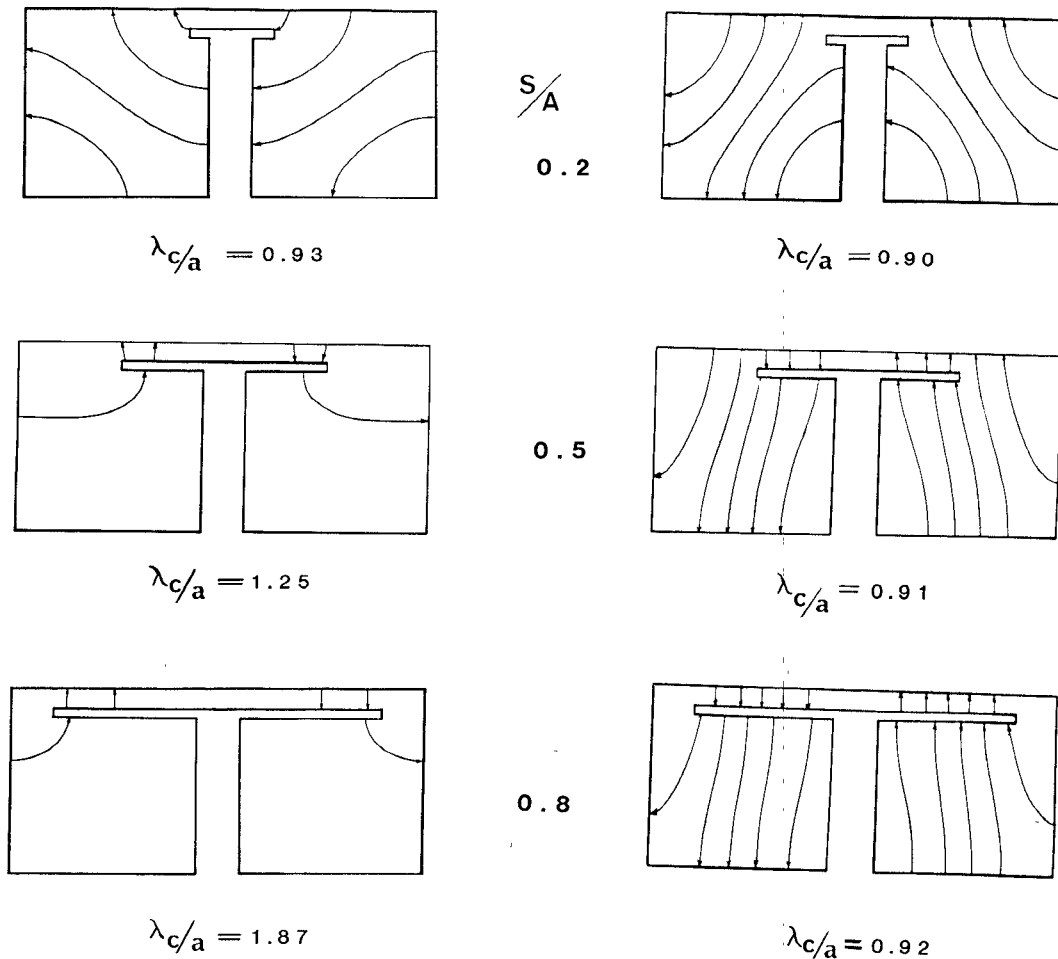 S/A
0.2
λc/a = 0.93
λc/a = 0.90
0.5
λc/a = 1.25
λc/a = 0.91
0.8
λc/a = 1.87
λc/a = 0.92